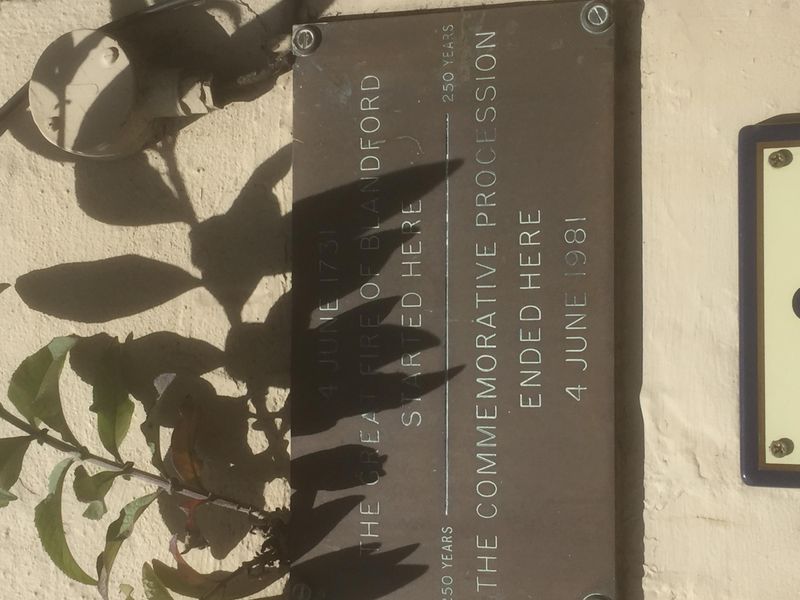 4 JUNE 1731
THE GREAT FIRE OF BLANDFORD
STARTED HERE
250 YEARS 250 YEARS
THE COMMEMORATIVE PROCESSION
ENDED HERE
4 JUNE 1981